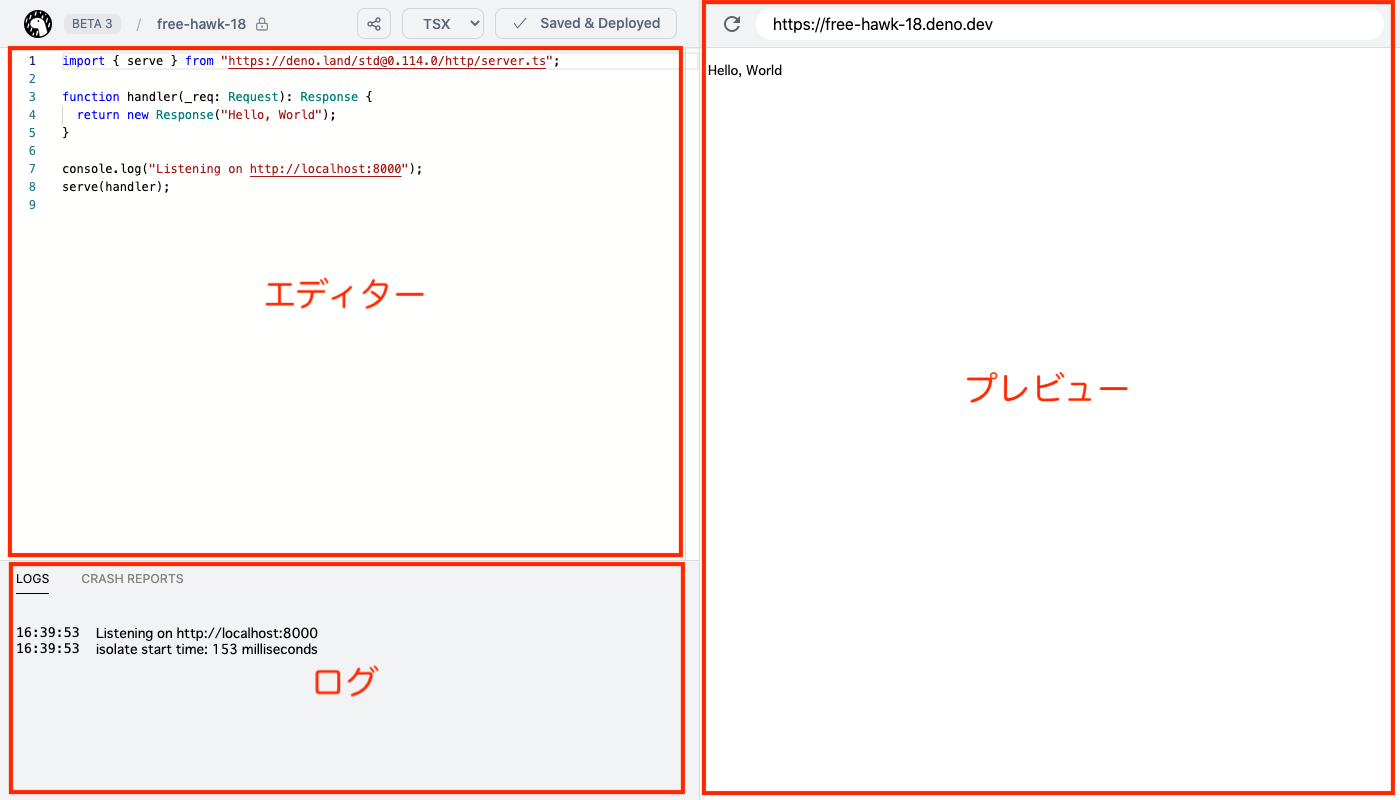 BETA 3 / free-hawk-18 TSX Saved & Deployed
https://free-hawk-18.deno.dev
1 import { serve } from "https://deno.land/std@0.114.0/http/server.ts";
2
3 function handler(_req: Request): Response {
4   return new Response("Hello, World");
5 }
6
7 console.log("Listening on http://localhost:8000");
8 serve(handler);
9
エディター
LOGS CRASH REPORTS
16:39:53 Listening on http://localhost:8000
16:39:53 isolate start time: 153 milliseconds
ログ
Hello, World
プレビュー